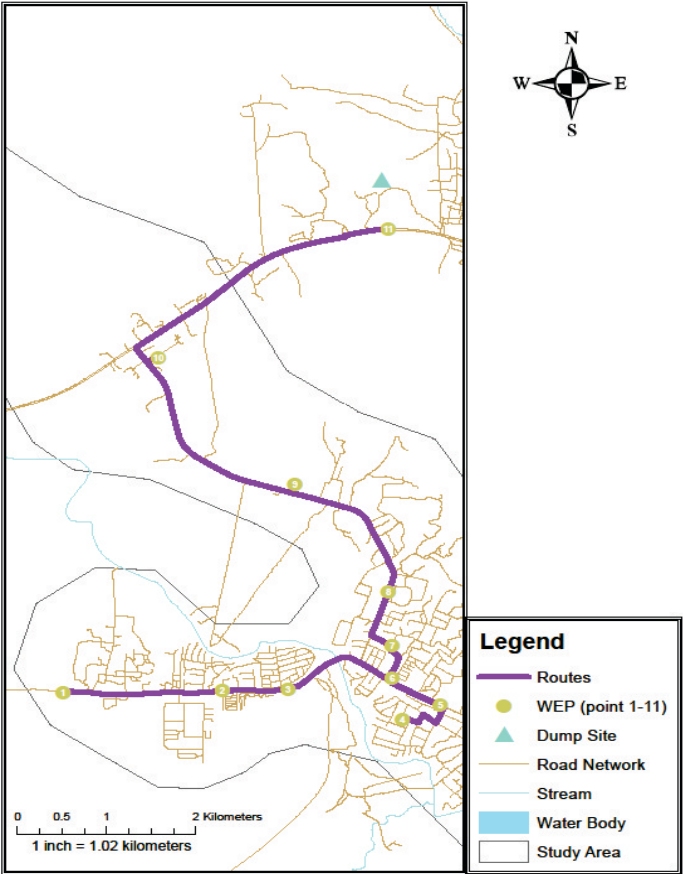 N
W E
S
11
10
9
8
7
6
1 2 3 4 5
0 0.5 1 2 Kilometers
1 inch = 1.02 kilometers
Legend
Routes
WEP (point 1-11)
Dump Site
Road Network
Stream
Water Body
Study Area